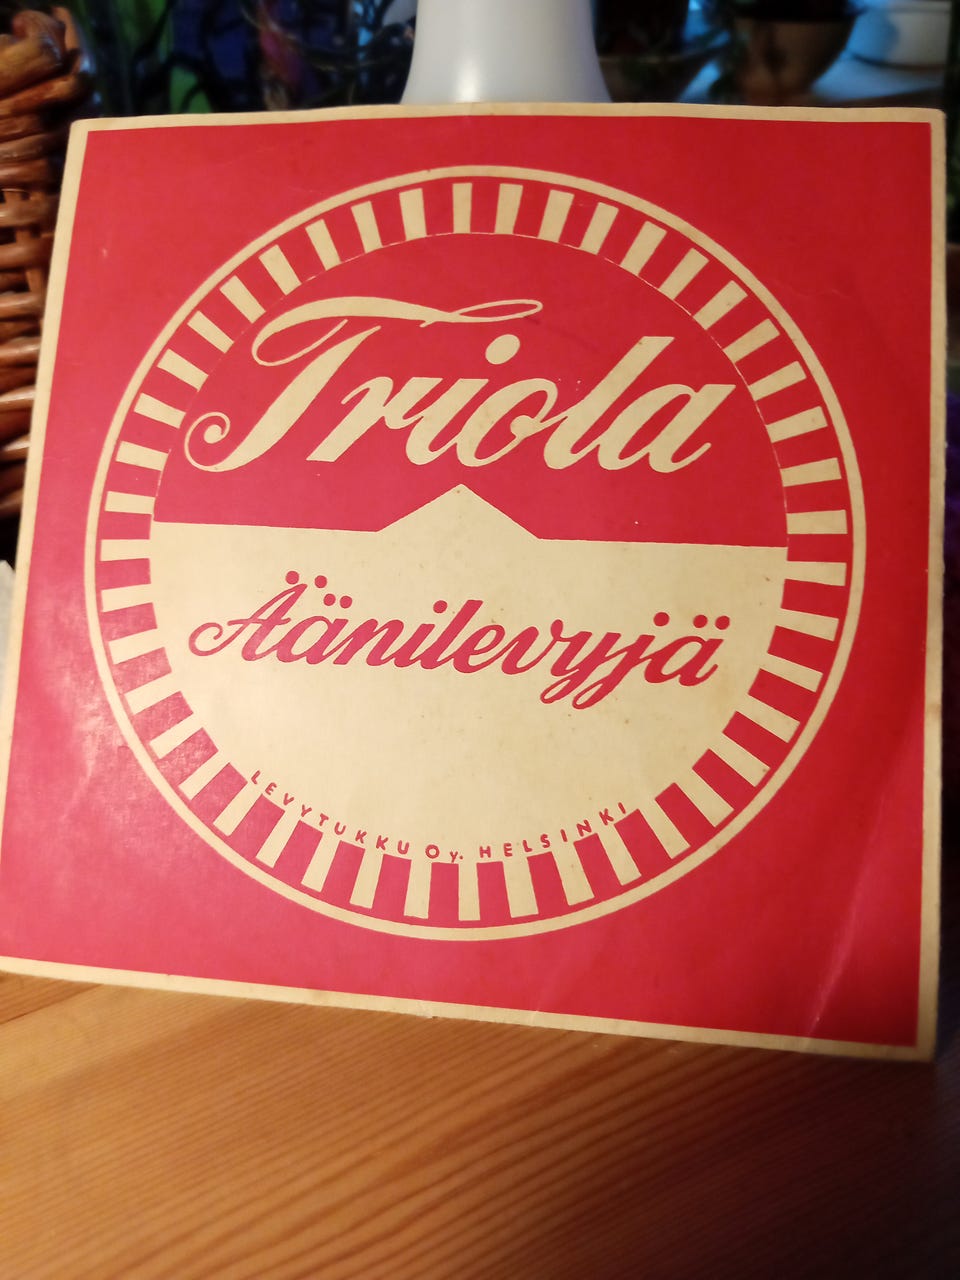 Triola
Äänilevyjä
LEVYTUKKU Oy. HELSINKI